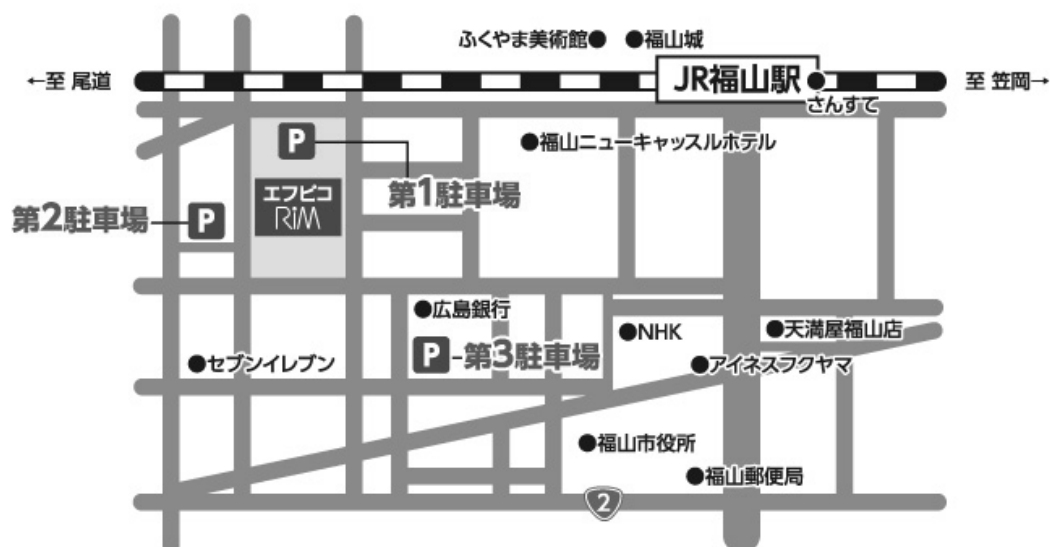 ふくやま美術館●
●福山城
←至 尾道
JR福山駅
至 笠岡→
さんすて
P
●福山ニューキャッスルホテル
エフピコ
RiM
第1駐車場
第2駐車場
P
●広島銀行
●NHK
●天満屋福山店
P-第3駐車場
●セブンイレブン
●アイネスフクヤマ
●福山市役所
●福山郵便局
2